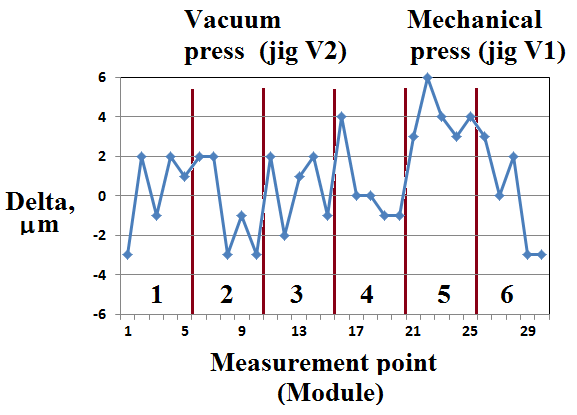 Vacuum
press (jig V2)
Mechanical
press (jig V1)
6
4
2
0
-2
-4
-6
Delta,
μm
1 2 3 4 5 6
1 5 9 13 17 21 25 29
Measurement point
(Module)